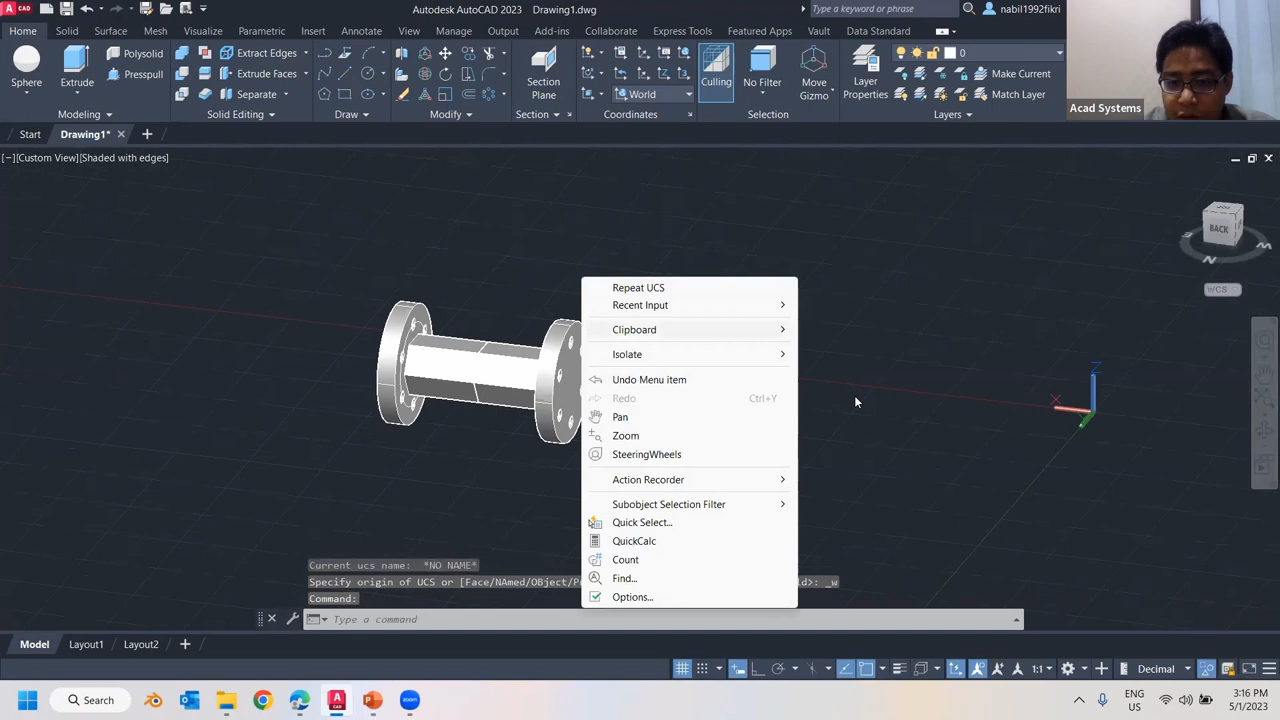 CAD
Autodesk AutoCAD 2023 Drawing1.dwg
Type a keyword or phrase
nabil1992fikri
Home Solid Surface Mesh Visualize Parametric Insert Annotate View Manage Output Add-ins Collaborate Express Tools Featured Apps Vault Data Standard
Sphere
Extrude
Polysolid
Presspull
Extract Edges
Extrude Faces
Separate
Section
Plane
World
Culling
No Filter
Move
Gizmo
Layer
Properties
0
Make Current
Match Layer
Modeling Solid Editing Draw Modify Section Coordinates Selection Layers
Acad Systems
Start Drawing1*
[−][Custom View][Shaded with edges]
BACK
WCS
X
Z
Repeat UCS
Recent Input
Clipboard
Isolate
Undo Menu item
Redo Ctrl+Y
Pan
Zoom
SteeringWheels
Action Recorder
Subobject Selection Filter
Quick Select...
QuickCalc
Count
Find...
Options...
Current ucs name: *NO NAME*
Specify origin of UCS or [Face/NAmed/OBject/P ld>: _w
Command:
Type a command
Model Layout1 Layout2
1:1
Decimal
Search
zoom
ENG
US
3:16 PM
5/1/2023